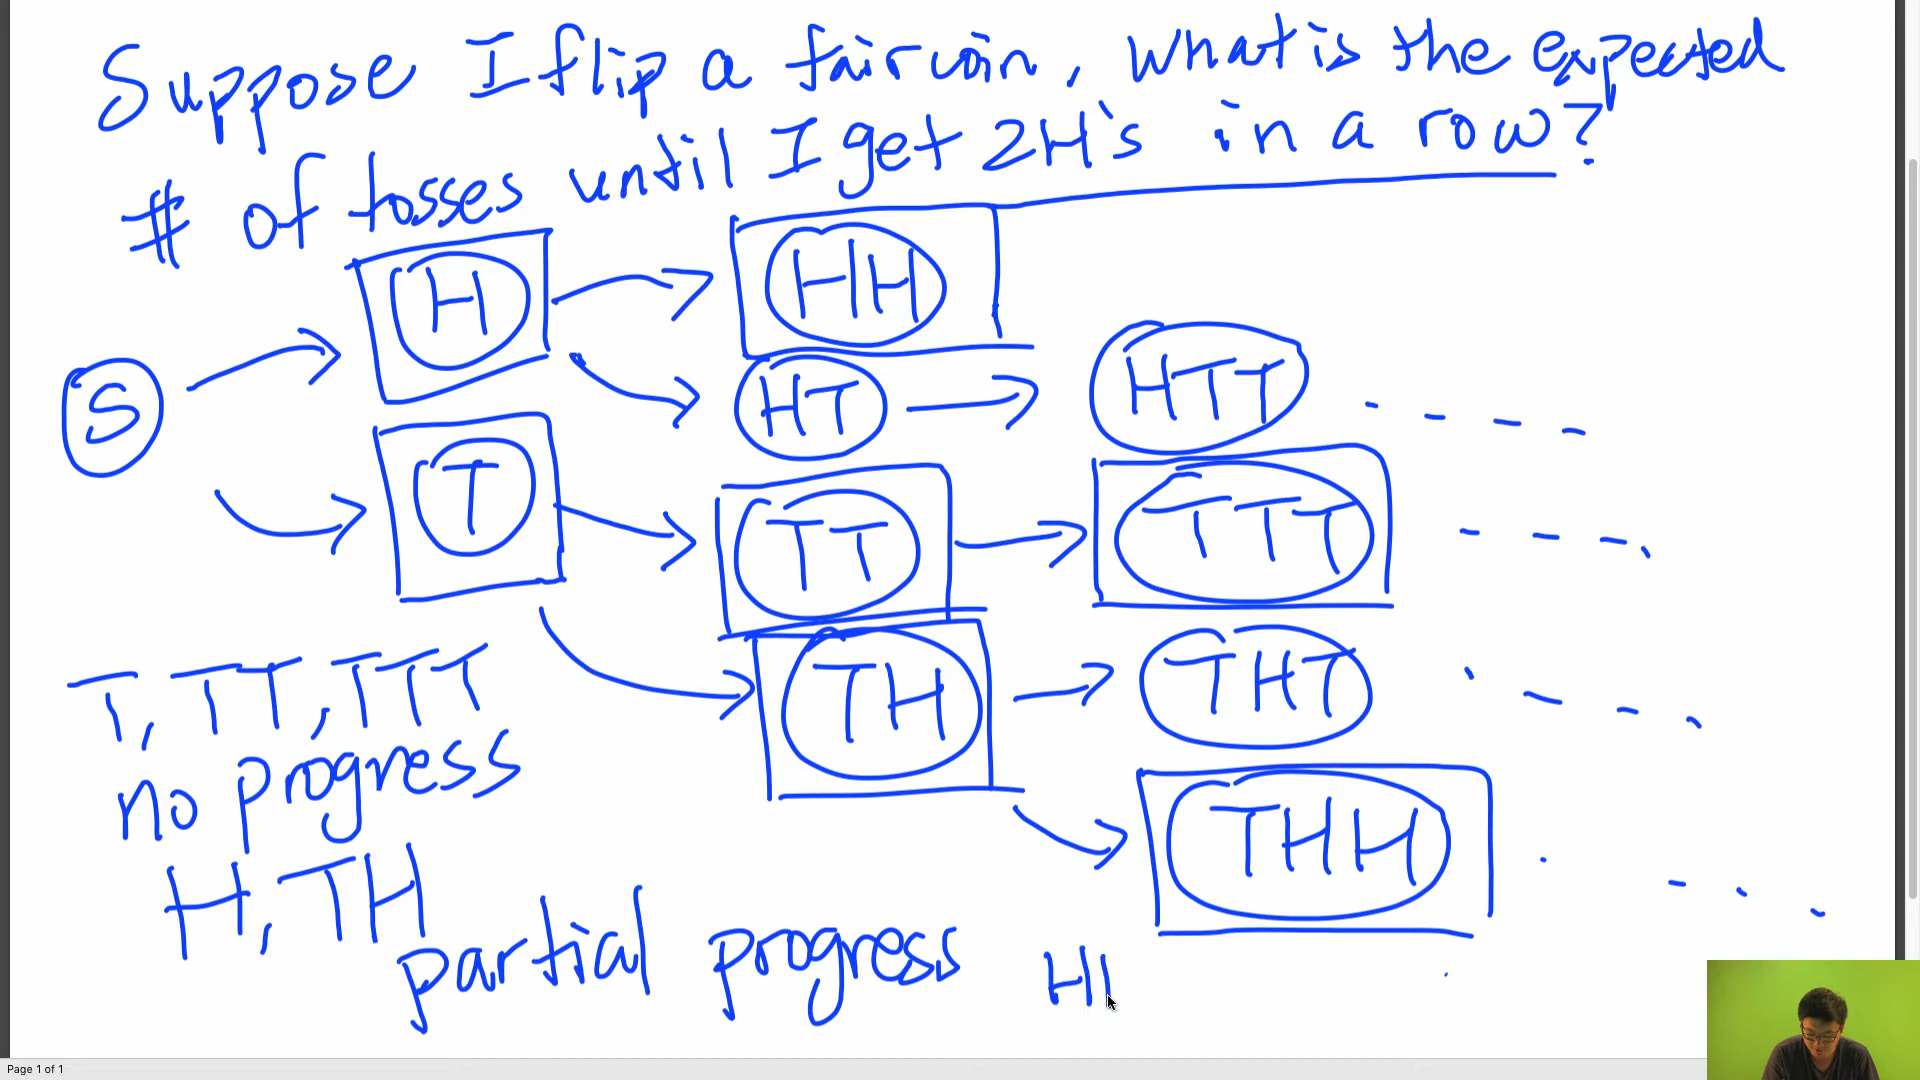 Suppose I flip a fair coin, What is the expected
# of tosses until I get 2H's in a row?
H
HH
S
HT
HTT
T
TT
TTT
TH
THT
THH
T, TT, TTT
no progress
H, TH
partial progress
HI
Page 1 of 1